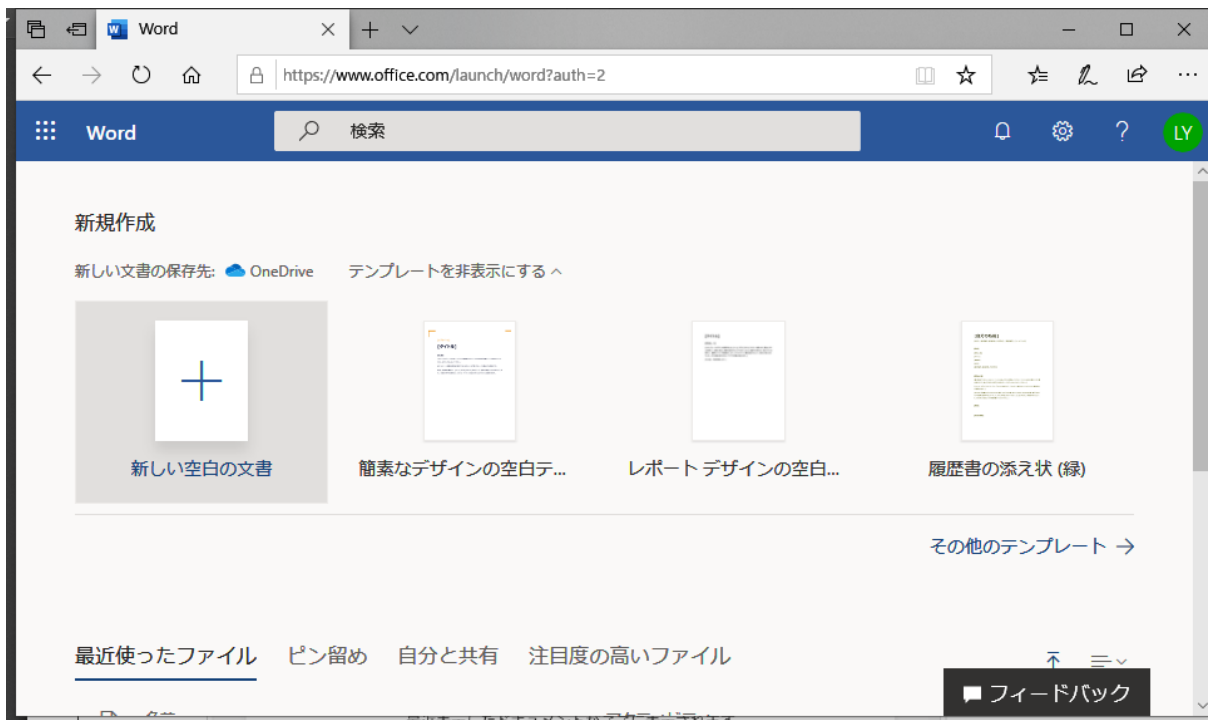 Word
https://www.office.com/launch/word?auth=2
Word 検索 LY
新規作成
新しい文書の保存先: OneDrive テンプレートを非表示にする
新しい空白の文書 簡素なデザインの空白テ... レポート デザインの空白... 履歴書の添え状 (緑)
その他のテンプレート →
最近使ったファイル ピン留め 自分と共有 注目度の高いファイル
フィードバック